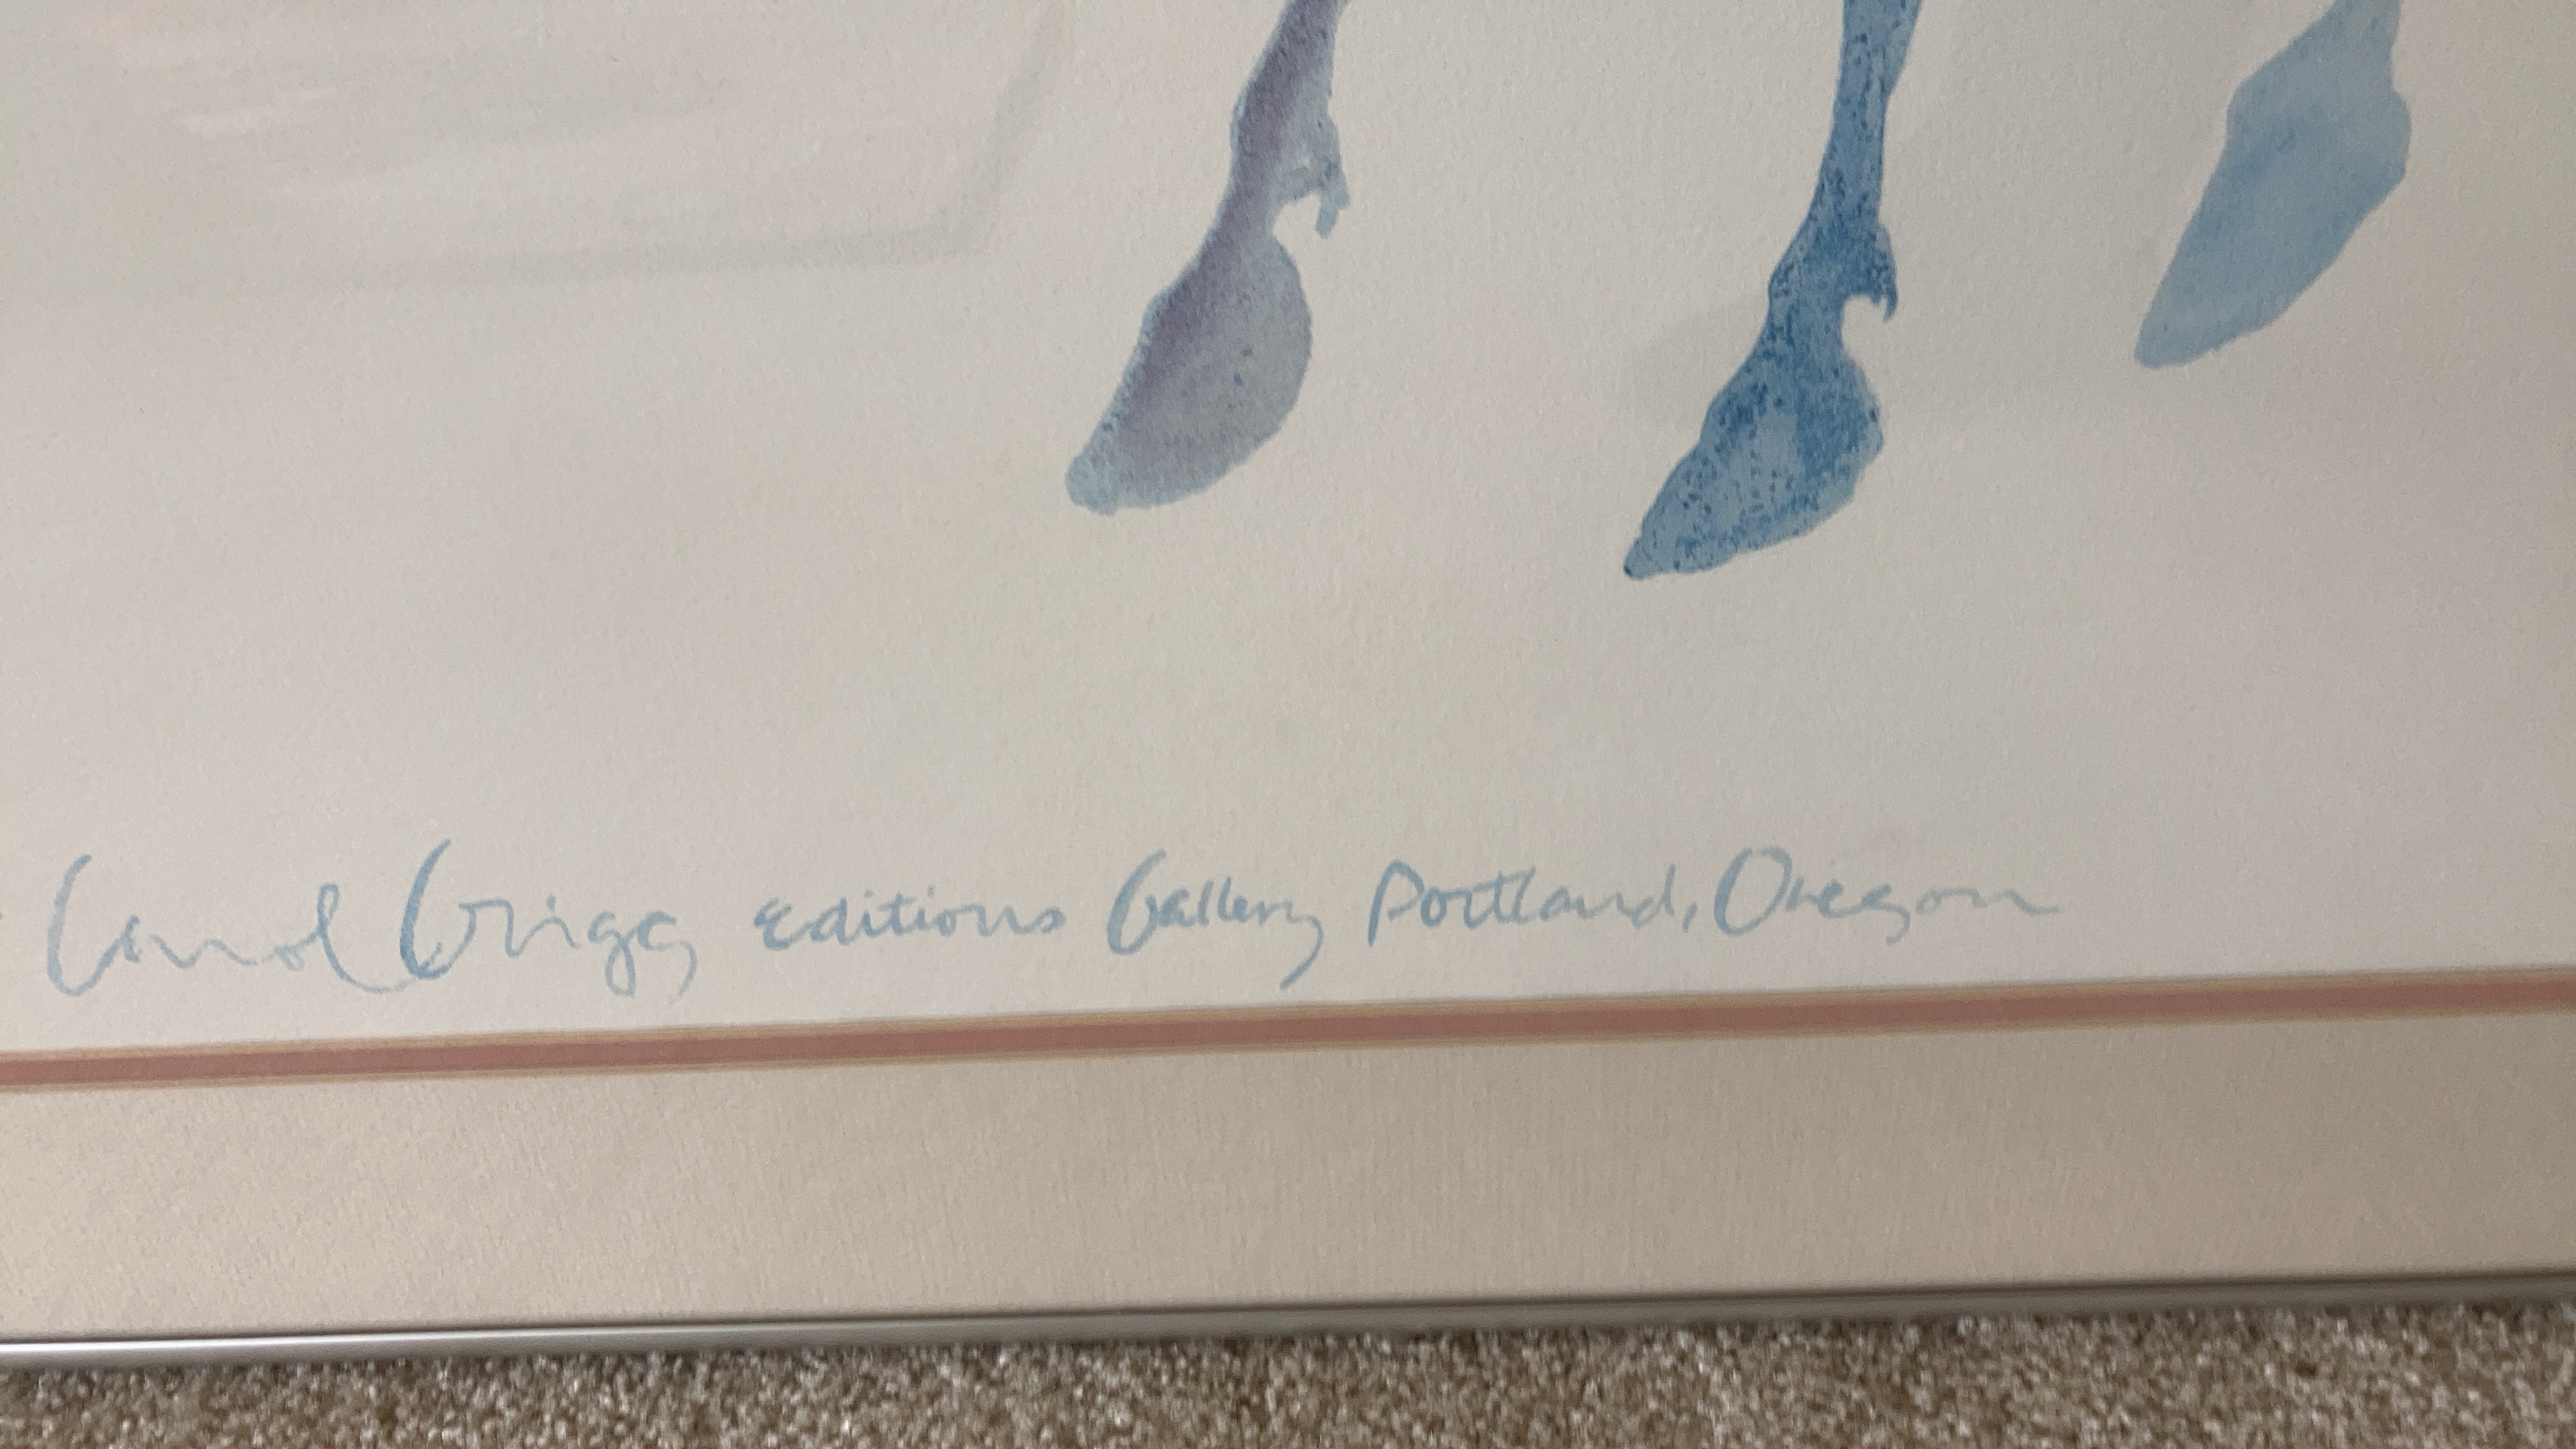 Carol Grigg Editions Gallery Portland, Oregon